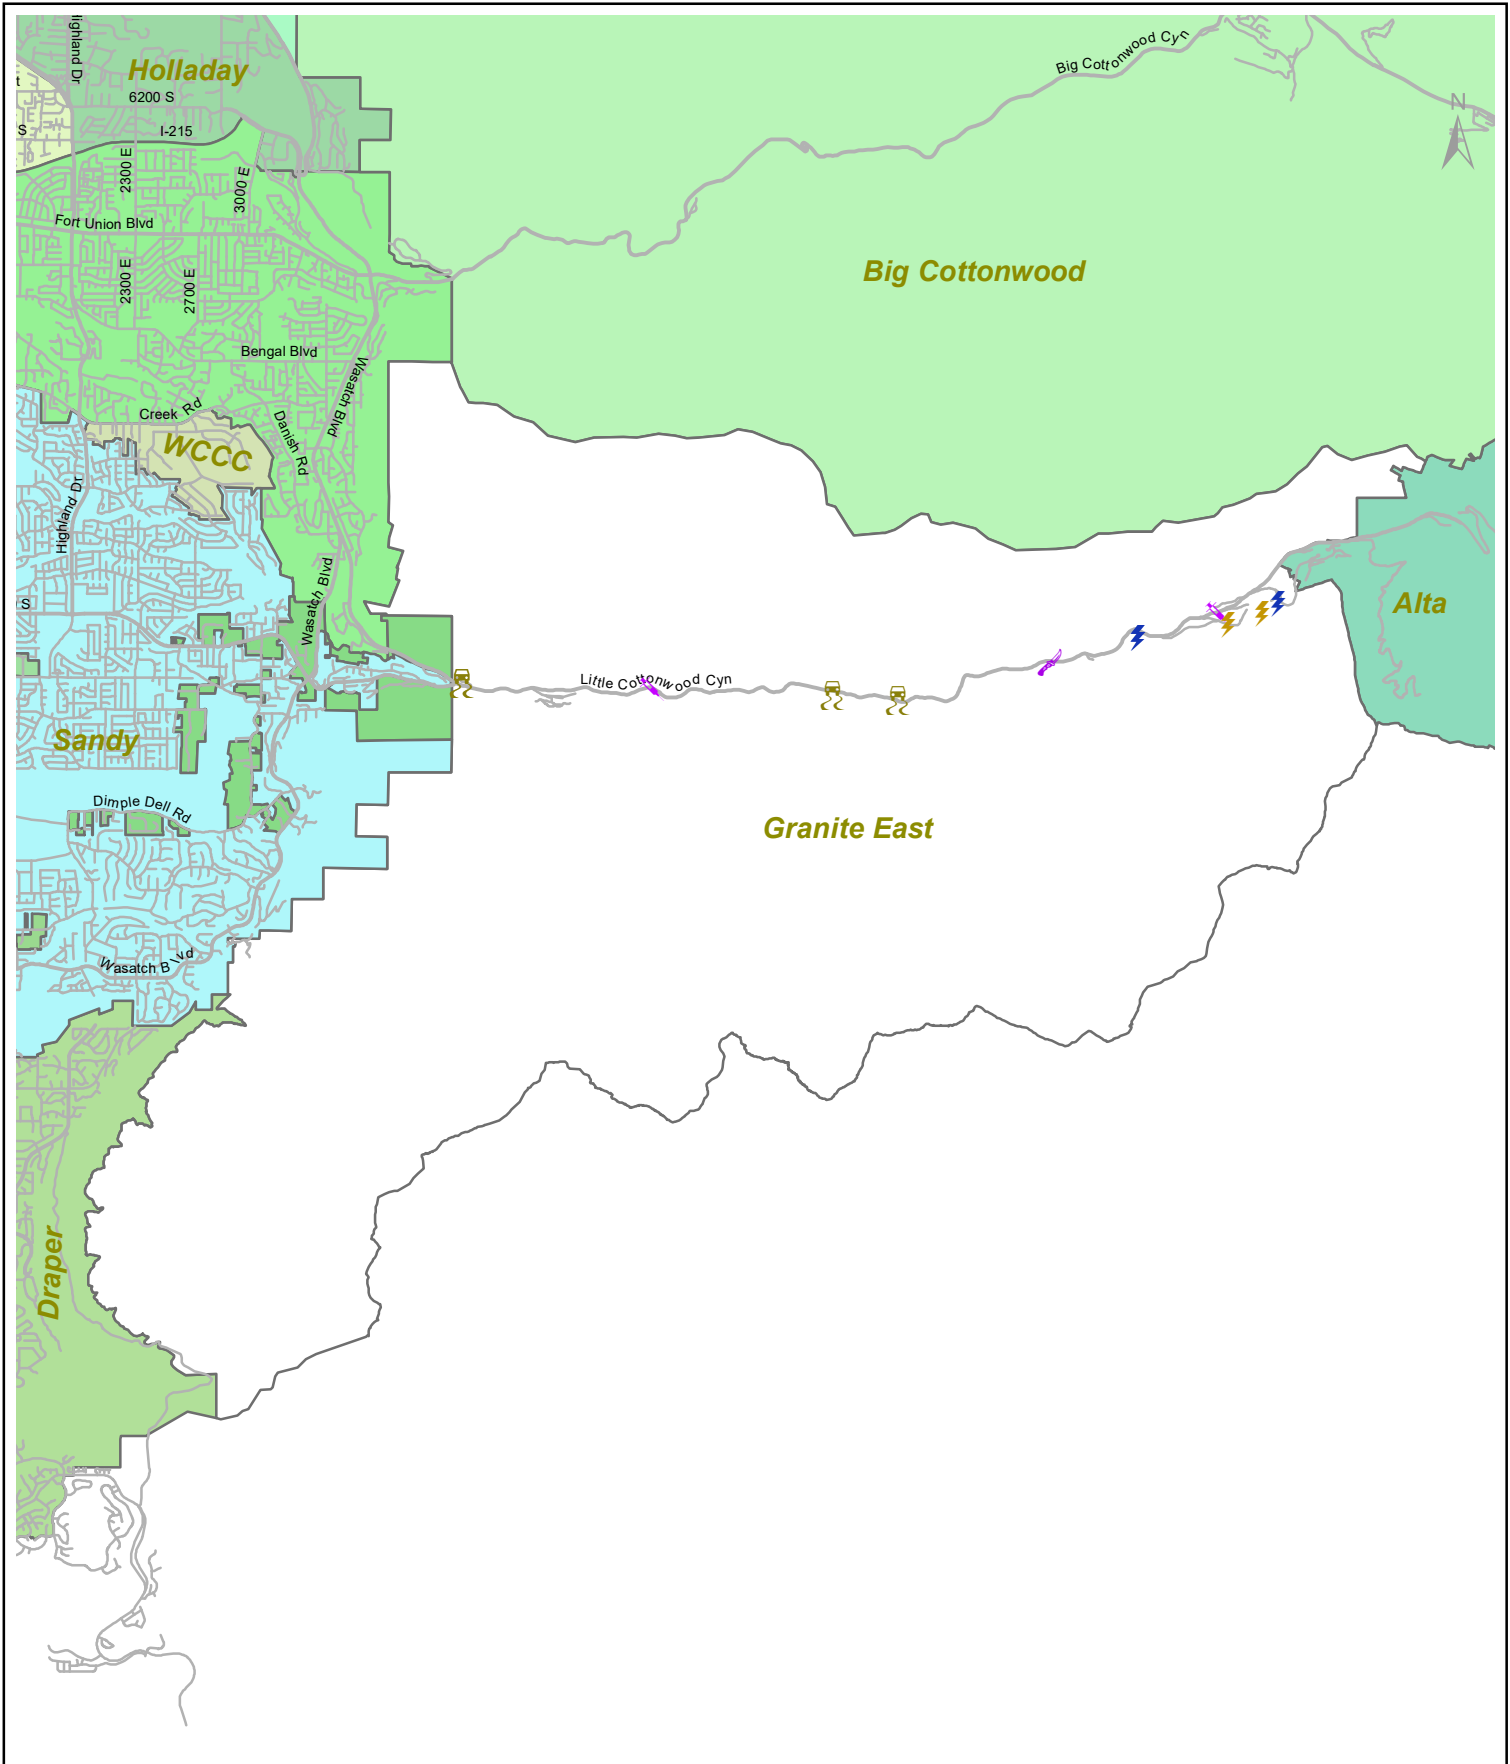 Highland Dr
Holladay
6200 S
I-215
t
S
2300 E
3000 E
Fort Union Blvd
2300 E
2700 E
Big Cottonwood Cyn
N
Big Cottonwood
Bengal Blvd
Wasatch Blvd
Creek Rd
WCCC
Danish Rd
Highland Dr
S
Wasatch Blvd
Alta
Little Cottonwood Cyn
Sandy
Dimple Dell Rd
Granite East
Wasatch Blvd
Draper